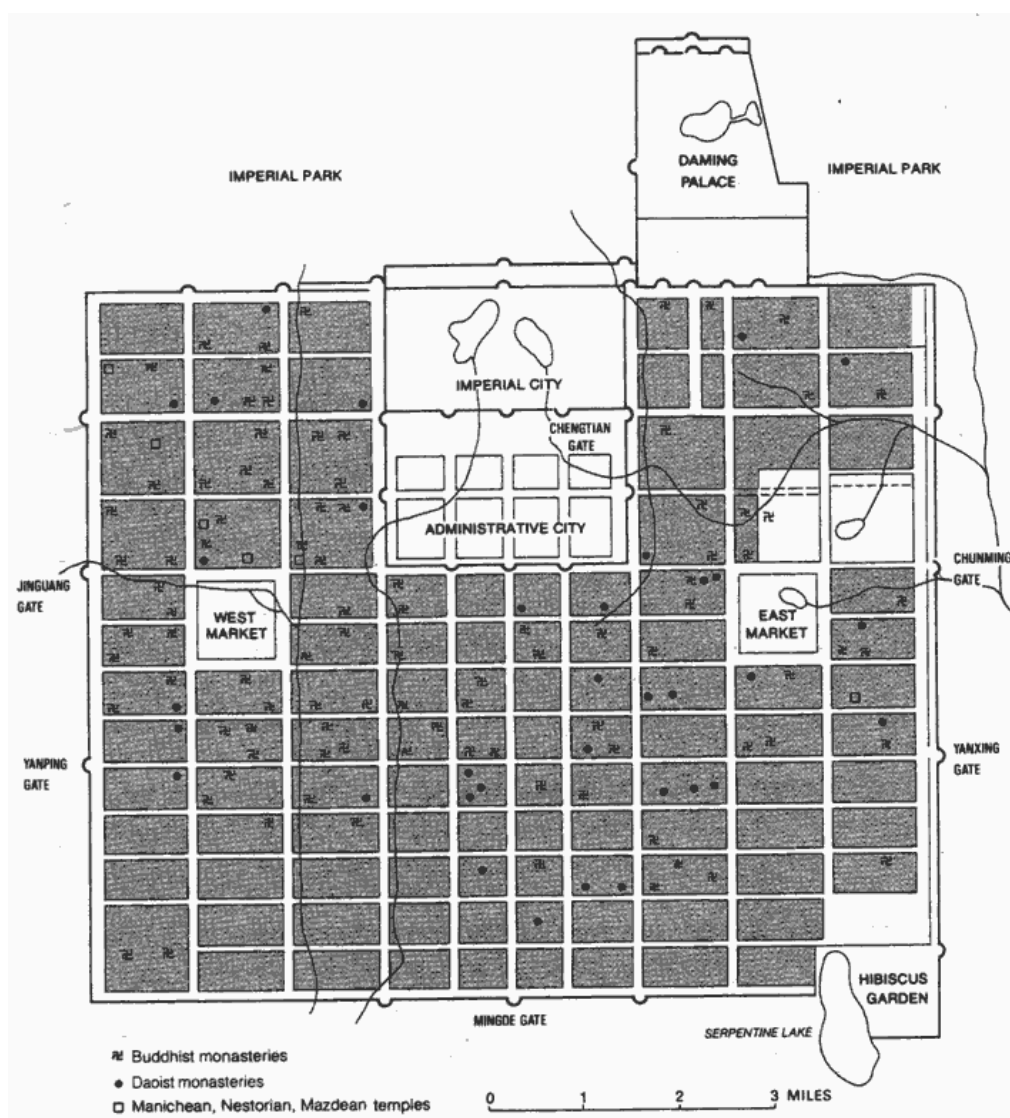 IMPERIAL PARK
DAMING
PALACE
IMPERIAL PARK
IMPERIAL CITY
CHENGTIAN
GATE
ADMINISTRATIVE CITY
JINGUANG
GATE
WEST
MARKET
EAST
MARKET
CHUNMING
GATE
YANPING
GATE
YANXING
GATE
HIBISCUS
GARDEN
MINGDE GATE
SERPENTINE LAKE
卍 Buddhist monasteries
● Daoist monasteries
□ Manichean, Nestorian, Mazdean temples
0 1 2 3 MILES